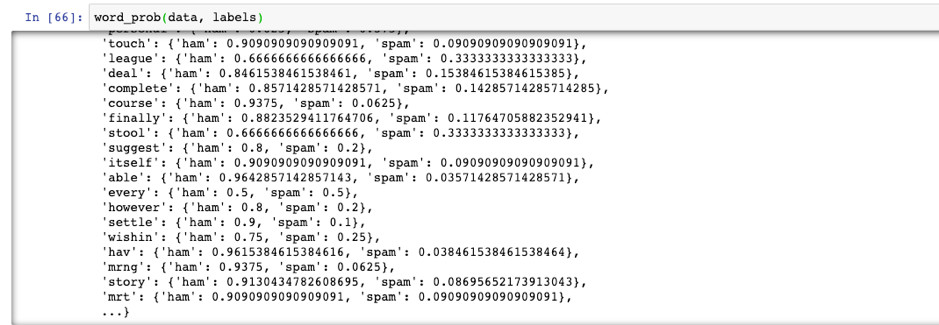 In [66]: word_prob(data, labels)
'touch': {'ham': 0.9090909090909091, 'spam': 0.09090909090909091},
'league': {'ham': 0.6666666666666666, 'spam': 0.3333333333333333},
'deal': {'ham': 0.8461538461538461, 'spam': 0.15384615384615385},
'complete': {'ham': 0.8571428571428571, 'spam': 0.14285714285714285},
'course': {'ham': 0.9375, 'spam': 0.0625},
'finally': {'ham': 0.8823529411764706, 'spam': 0.11764705882352941},
'stool': {'ham': 0.6666666666666666, 'spam': 0.3333333333333333},
'suggest': {'ham': 0.8, 'spam': 0.2},
'itself': {'ham': 0.9090909090909091, 'spam': 0.09090909090909091},
'able': {'ham': 0.9642857142857143, 'spam': 0.03571428571428571},
'every': {'ham': 0.5, 'spam': 0.5},
'however': {'ham': 0.8, 'spam': 0.2},
'settle': {'ham': 0.9, 'spam': 0.1},
'wishin': {'ham': 0.75, 'spam': 0.25},
'hav': {'ham': 0.9615384615384616, 'spam': 0.038461538461538464},
'mrng': {'ham': 0.9375, 'spam': 0.0625},
'story': {'ham': 0.9130434782608695, 'spam': 0.08695652173913043},
'mrt': {'ham': 0.9090909090909091, 'spam': 0.09090909090909091},
...}